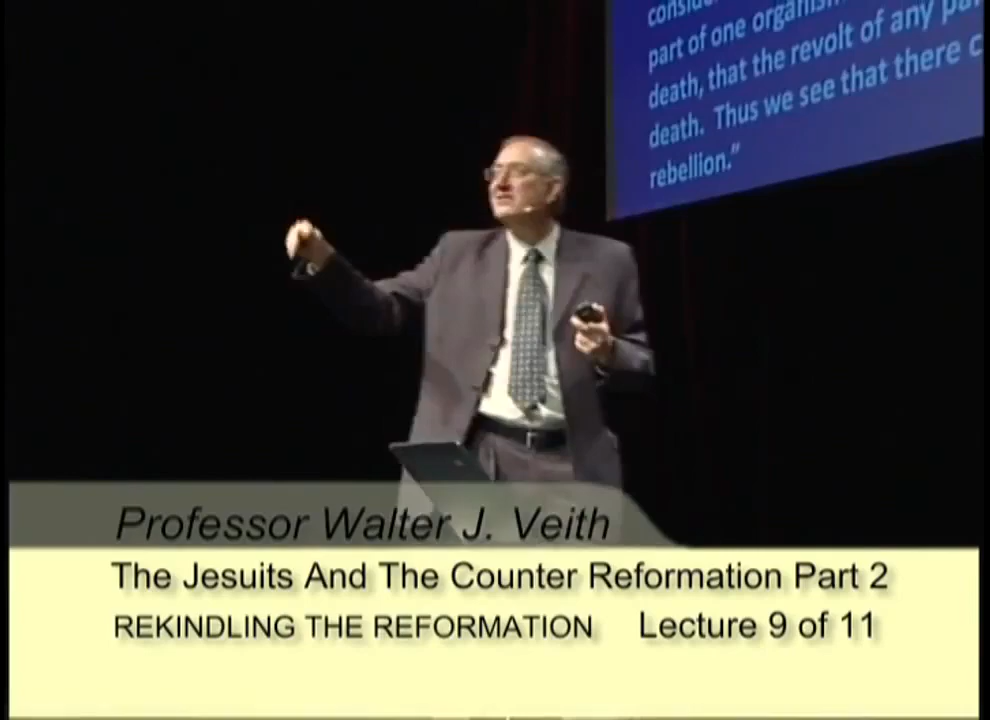 part of one organis
death, that the revolt of any pa
death. Thus we see that there c
rebellion.”
Professor Walter J. Veith
The Jesuits And The Counter Reformation Part 2
REKINDLING THE REFORMATION Lecture 9 of 11